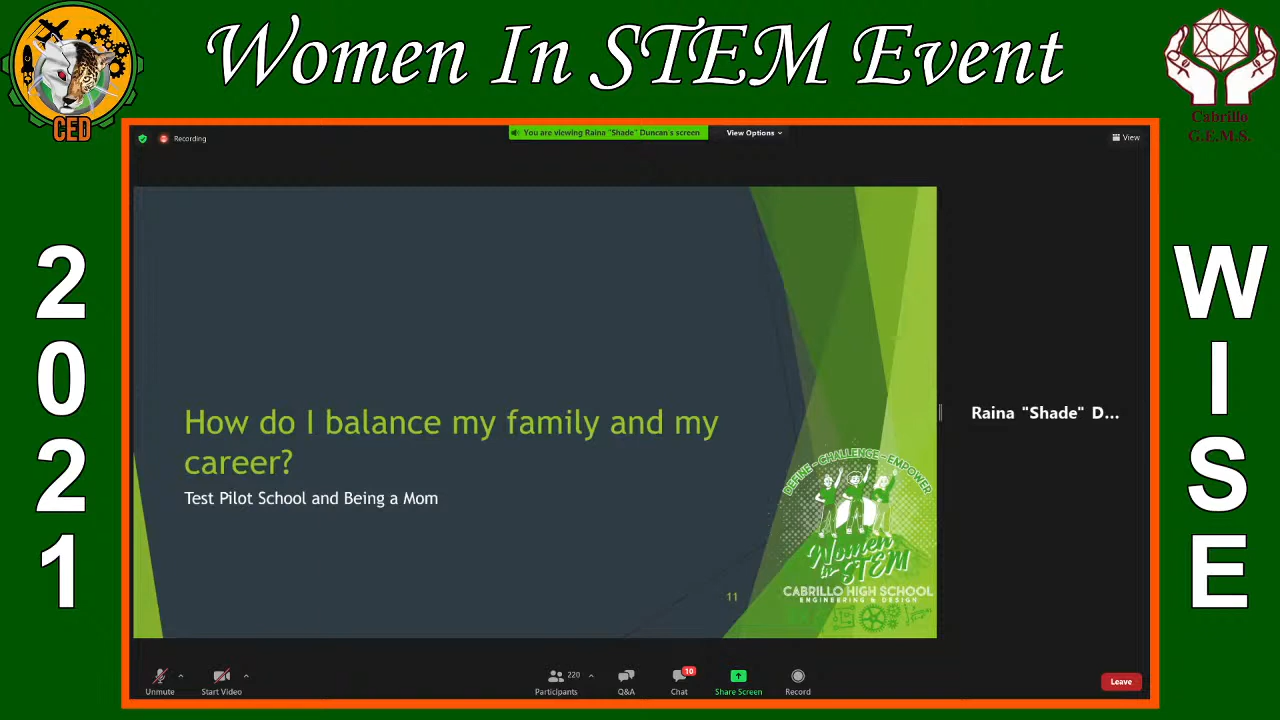 Women In STEM Event
CED
Cabrillo
G.E.M.S.
Recording
You are viewing Raina "Shade" Duncan's screen
View Options
View
2
0
2
1
W
I
S
E
How do I balance my family and my
career?
Test Pilot School and Being a Mom
Raina "Shade" D...
DEFINE - CHALLENGE - EMPOWER
Women
in STEM
CABRILLO HIGH SCHOOL
ENGINEERING & DESIGN
11
220
10
Unmute
Start Video
Participants
Q&A
Chat
Share Screen
Record
Leave